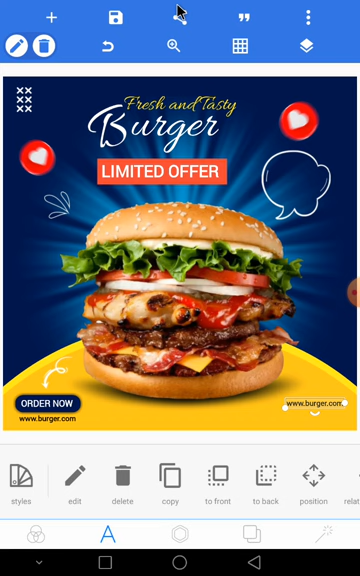 Fresh and Tasty
Burger
LIMITED OFFER
ORDER NOW
www.burger.com
www.burger.com
styles
edit
delete
copy
to front
to back
position
relat